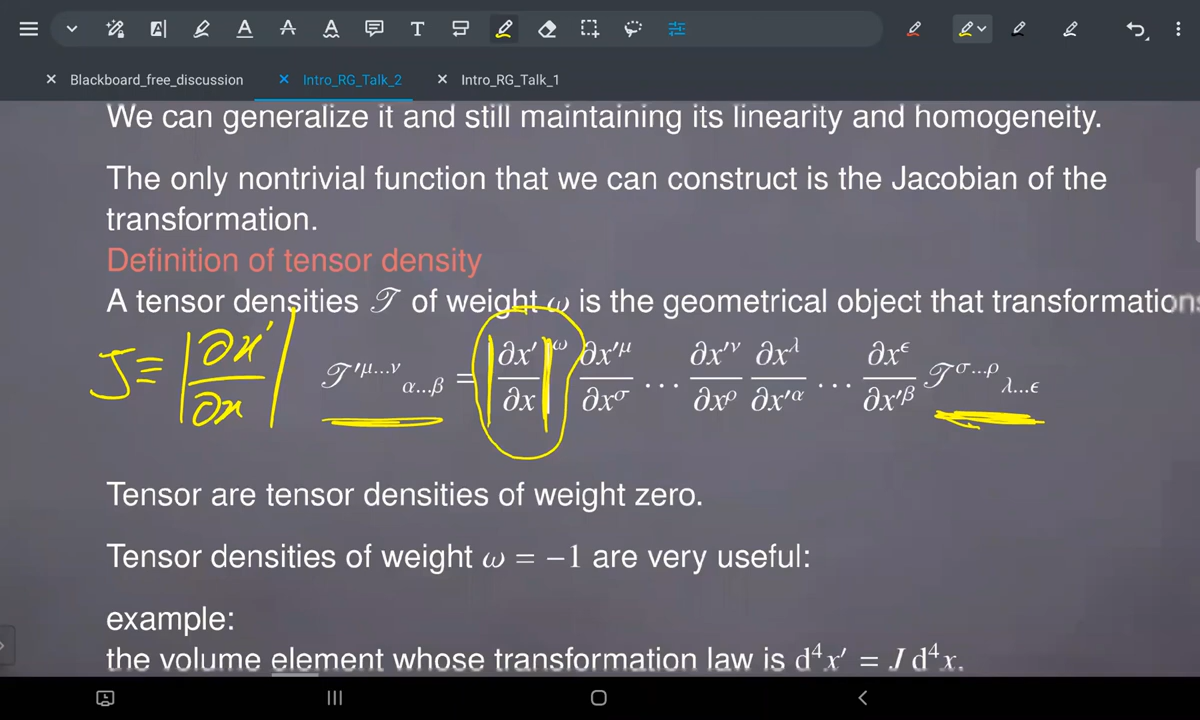 Blackboard_free_discussion Intro_RG_Talk_2 Intro_RG_Talk_1
We can generalize it and still maintaining its linearity and homogeneity.
The only nontrivial function that we can construct is the Jacobian of the
transformation.
Definition of tensor density
A tensor densities 𝒯 of weight ω is the geometrical object that transformations
J ≡ |∂x'/∂x| 𝒯'^{μ...ν}_{α...β} = |∂x'/∂x|^ω ∂x'^μ/∂x^σ ... ∂x'^ν/∂x^ρ ∂x^λ/∂x'^α ... ∂x^ϵ/∂x'^β 𝒯^{σ...ρ}_{λ...ϵ}
Tensor are tensor densities of weight zero.
Tensor densities of weight ω = −1 are very useful:
example:
the volume element whose transformation law is d⁴x' = J d⁴x.